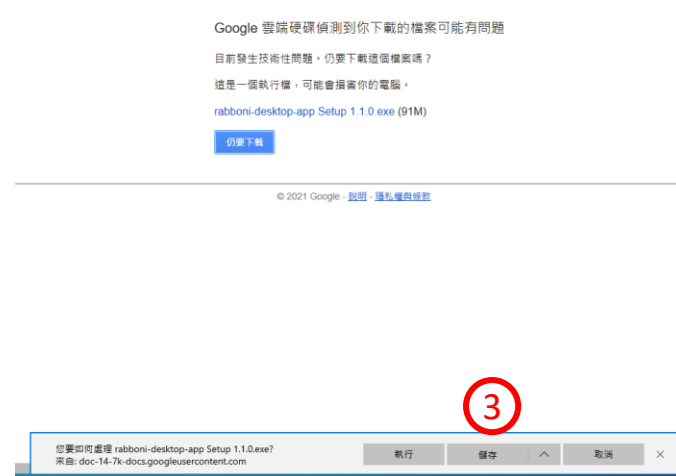 Google 雲端硬碟偵測到你下載的檔案可能有問題
目前發生技術性問題。仍要下載這個檔案嗎？
這是一個執行檔，可能會損害你的電腦。
rabboni-desktop-app Setup 1.1.0.exe (91M)
仍要下載
© 2021 Google - 說明 - 隱私權與條款
3
您要如何處理 rabboni-desktop-app Setup 1.1.0.exe?
來自: doc-14-7k-docs.googleusercontent.com
執行
儲存
取消